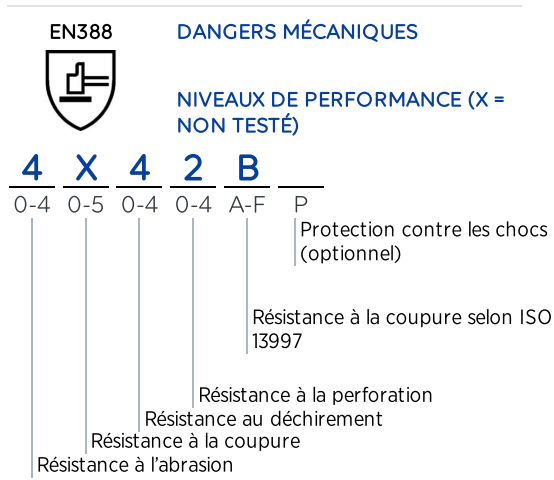 EN388
DANGERS MÉCANIQUES
NIVEAUX DE PERFORMANCE (X =
NON TESTÉ)
4 X 4 2 B
0-4 0-5 0-4 0-4 A-F P
Protection contre les chocs
(optionnel)
Résistance à la coupure selon ISO
13997
Résistance à la perforation
Résistance au déchirement
Résistance à la coupure
Résistance à l'abrasion